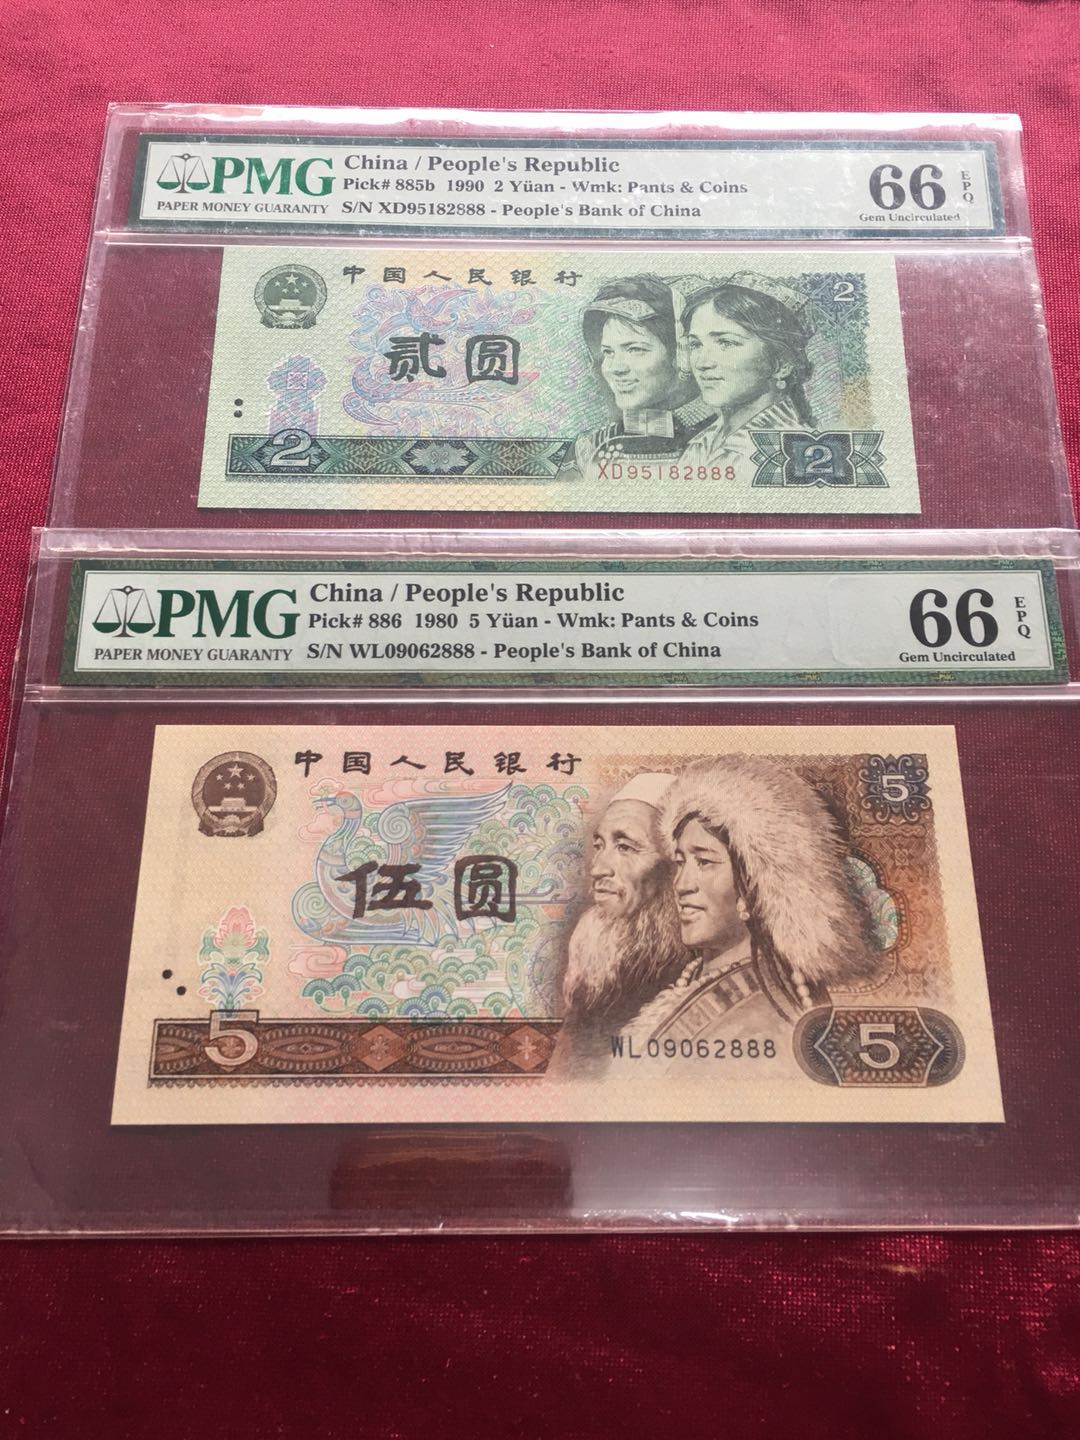 PMG
PAPER MONEY GUARANTY
China / People's Republic
Pick# 885b 1990 2 Yüan - Wmk: Pants & Coins
S/N XD95182888 - People's Bank of China
66
EPQ
Gem Uncirculated
中国人民银行
2
贰圆
2
XD95182888
2
PMG
PAPER MONEY GUARANTY
China / People's Republic
Pick# 886 1980 5 Yüan - Wmk: Pants & Coins
S/N WL09062888 - People's Bank of China
66
EPQ
Gem Uncirculated
中国人民银行
5
伍圆
5
WL09062888
5